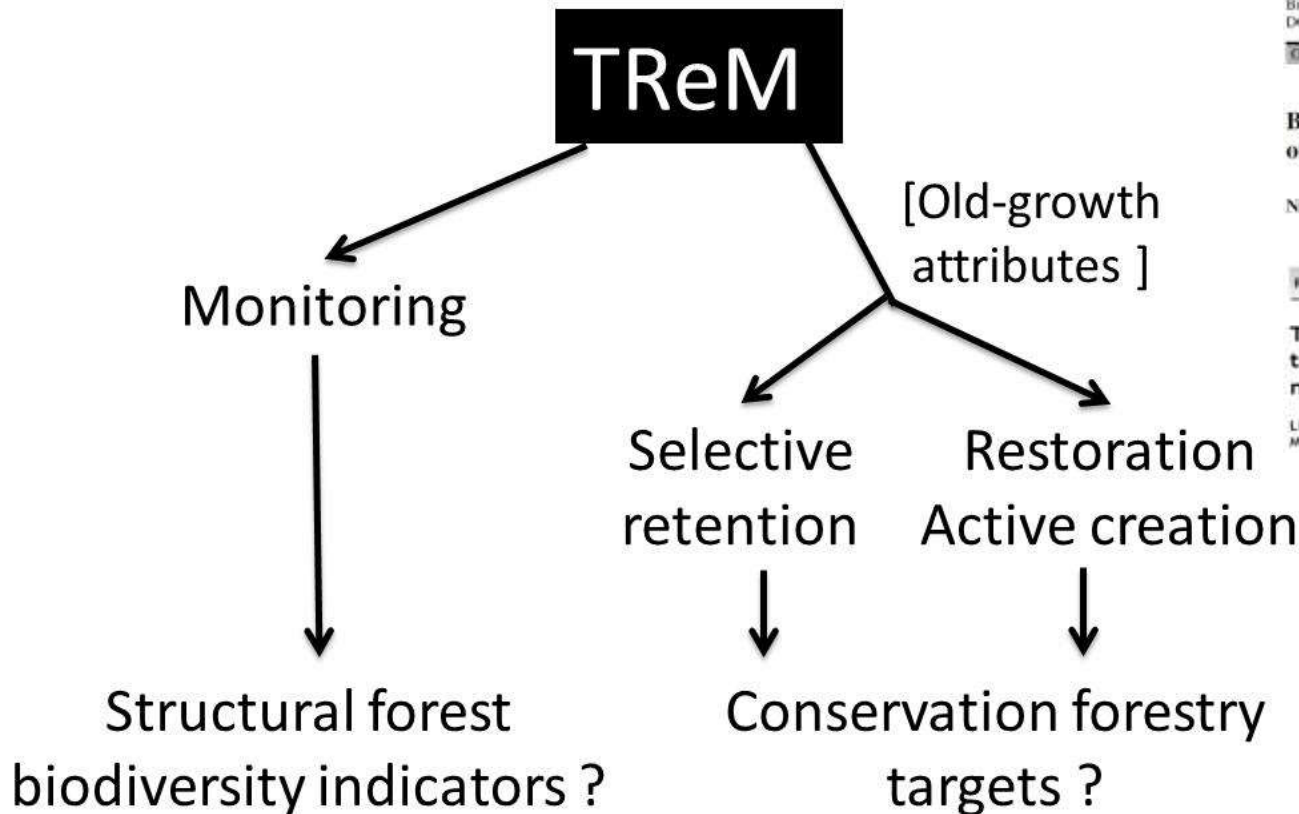 TReM
[Old-growth
attributes ]
Monitoring
Selective
retention
Restoration
Active creation
Structural forest
biodiversity indicators ?
Conservation forestry
targets ?